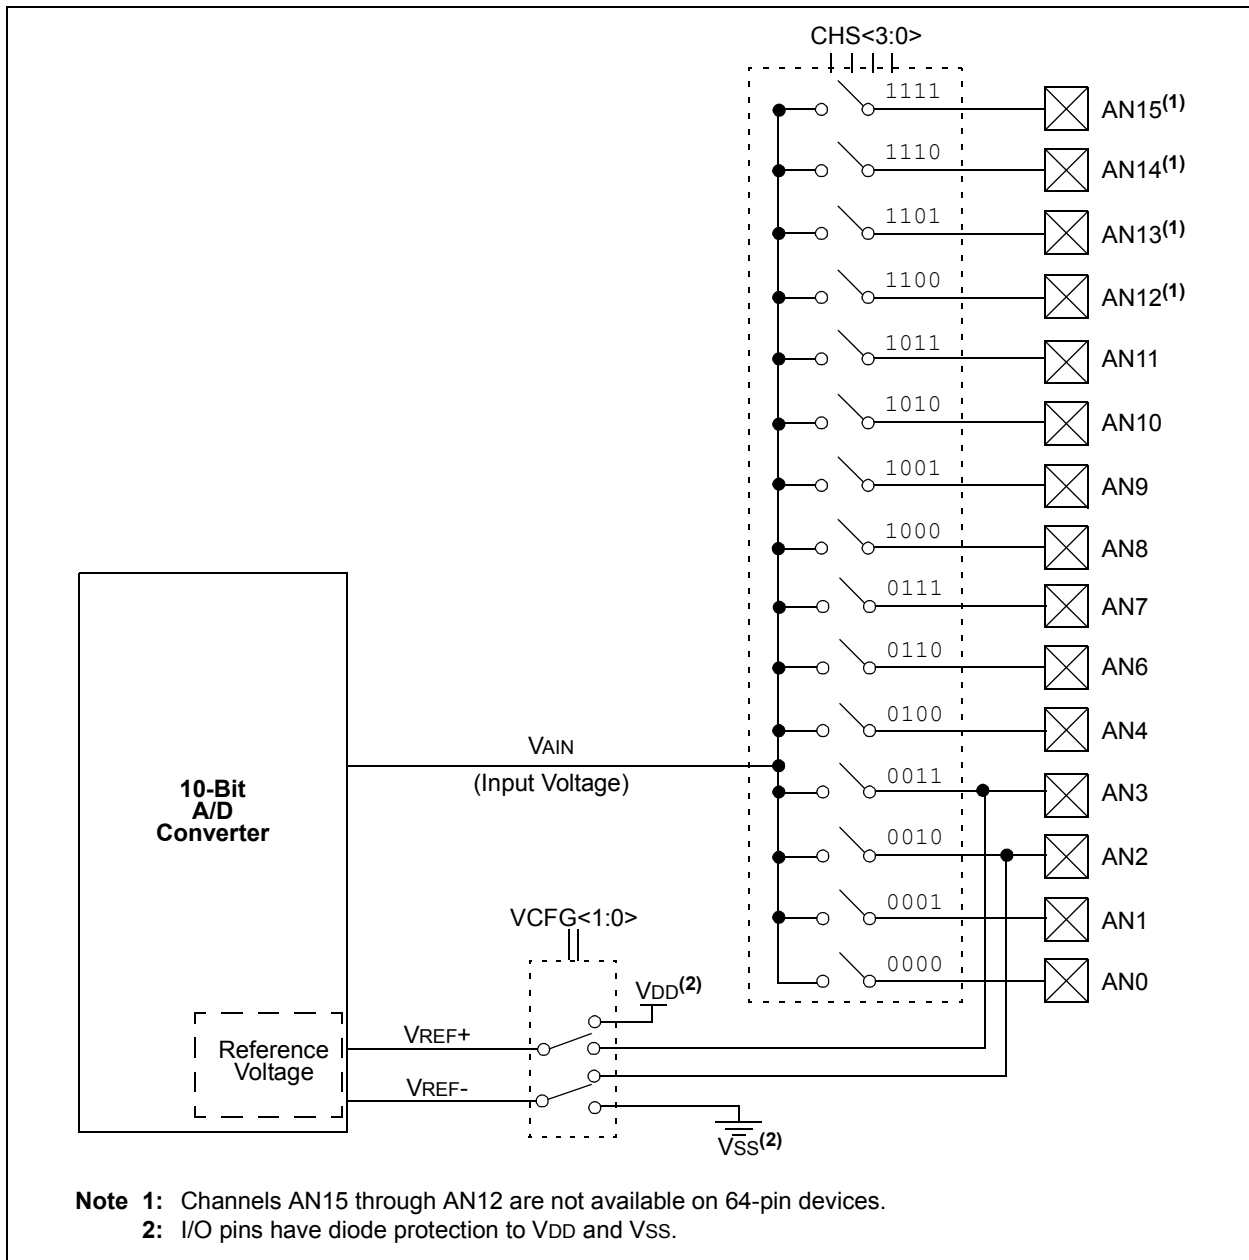 CHS<3:0>
1111 AN15(1)
1110 AN14(1)
1101 AN13(1)
1100 AN12(1)
1011 AN11
1010 AN10
1001 AN9
1000 AN8
0111 AN7
0110 AN6
0100 AN4
VAIN
(Input Voltage)
0011 AN3
10-Bit
A/D
Converter
0010 AN2
0001 AN1
VCFG<1:0>
0000 AN0
VDD(2)
VREF+
Reference
Voltage
VREF-
VSS(2)
Note 1: Channels AN15 through AN12 are not available on 64-pin devices.
2: I/O pins have diode protection to VDD and VSS.